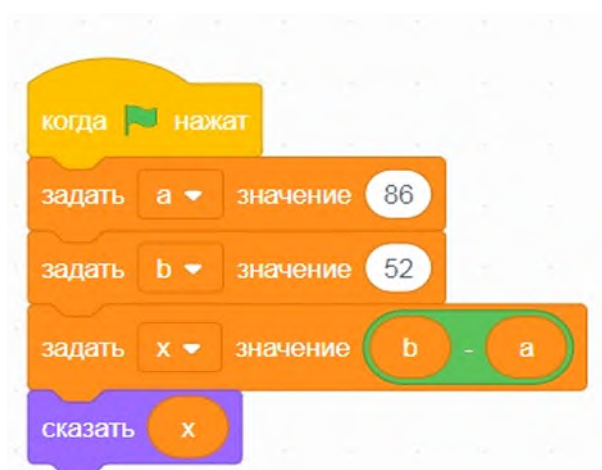 когда нажат
задать a значение 86
задать b значение 52
задать x значение b - a
сказать x